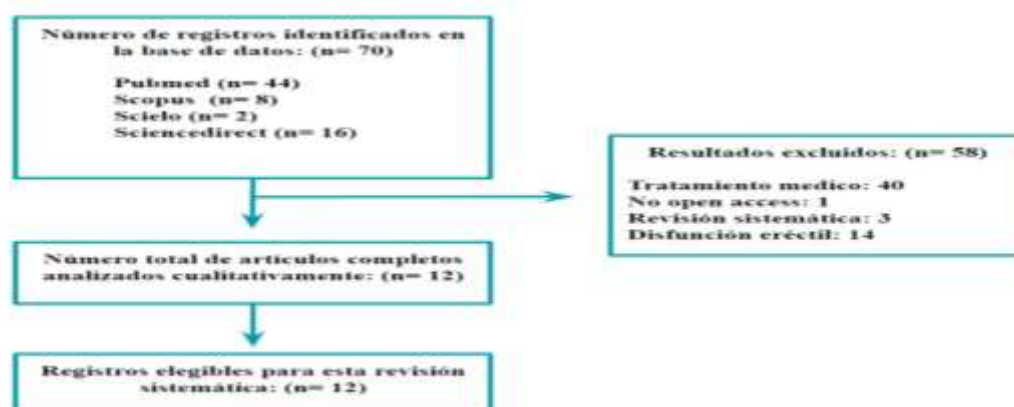 Número de registros identificados en
la base de datos: (n= 70)
Pubmed (n= 44)
Scopus (n= 8)
Scielo (n= 2)
Sciencedirect (n= 16)
Resultados excluidos: (n= 58)
Tratamiento medico: 40
No open access: 1
Revisión sistemática: 3
Disfunción eréctil: 14
Número total de artículos completos
analizados cualitativamente: (n= 12)
Registros elegibles para esta revisión
sistemática: (n= 12)